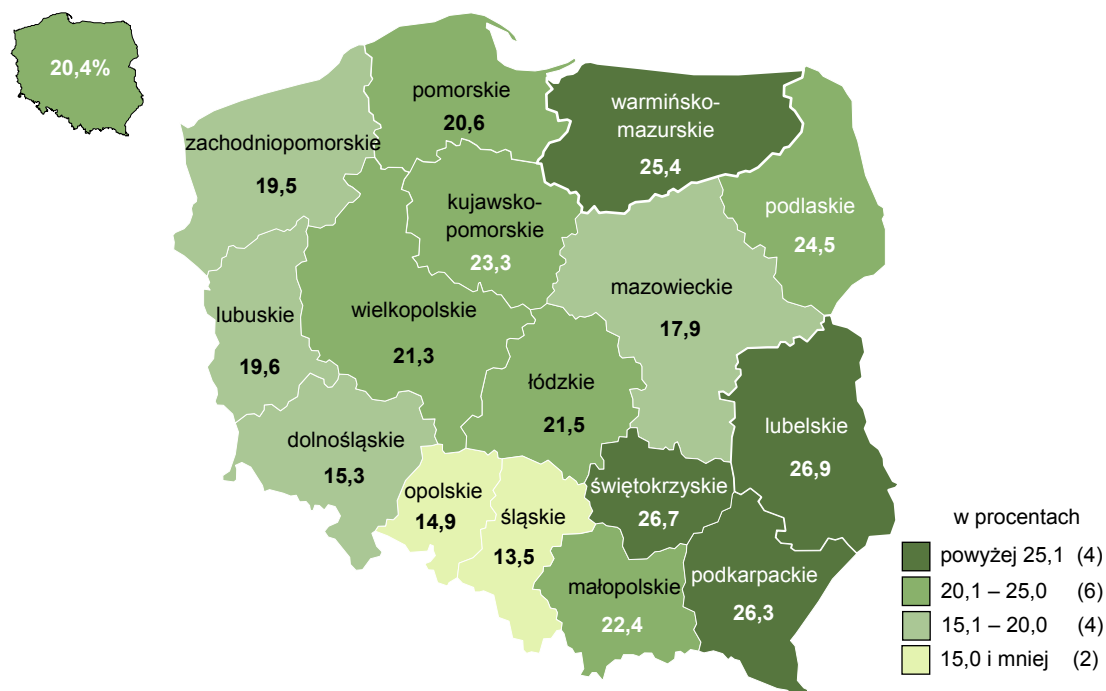 20,4%
pomorskie
20,6
warmińsko-
mazurskie
25,4
zachodniopomorskie
19,5
kujawsko-
pomorskie
23,3
podlaskie
24,5
mazowieckie
17,9
lubuskie
19,6
wielkopolskie
21,3
łódzkie
21,5
dolnośląskie
15,3
lubelskie
26,9
opolskie
14,9
śląskie
13,5
świętokrzyskie
26,7
małopolskie
22,4
podkarpackie
26,3
w procentach
powyżej 25,1 (4)
20,1 – 25,0 (6)
15,1 – 20,0 (4)
15,0 i mniej (2)